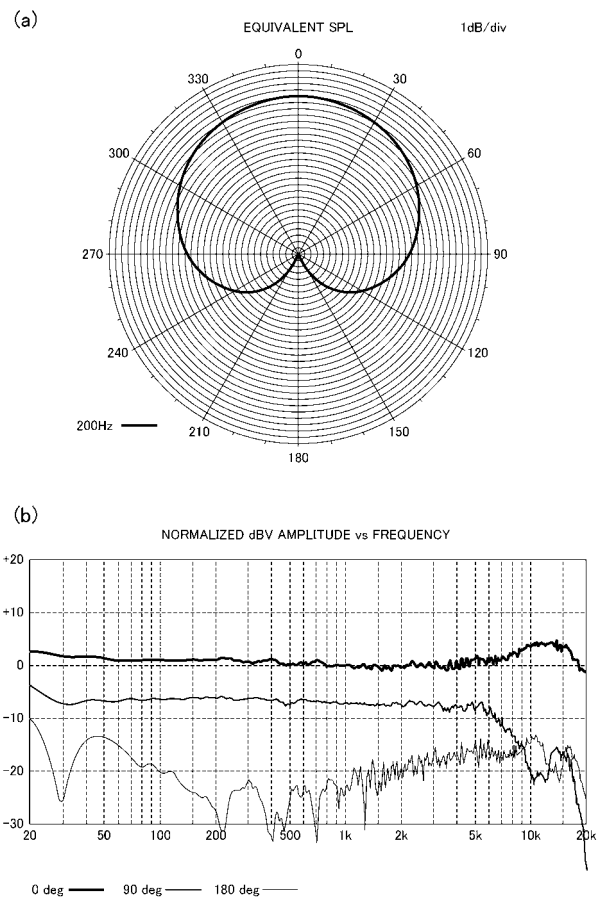 (a)
EQUIVALENT SPL 1dB/div
0
330 30
300 60
270 90
240 120
210 150
180
200Hz
(b)
NORMALIZED dBV AMPLITUDE vs FREQUENCY
+20
+10
0
-10
-20
-30
20 50 100 200 500 1k 2k 5k 10k 20k
0 deg 90 deg 180 deg